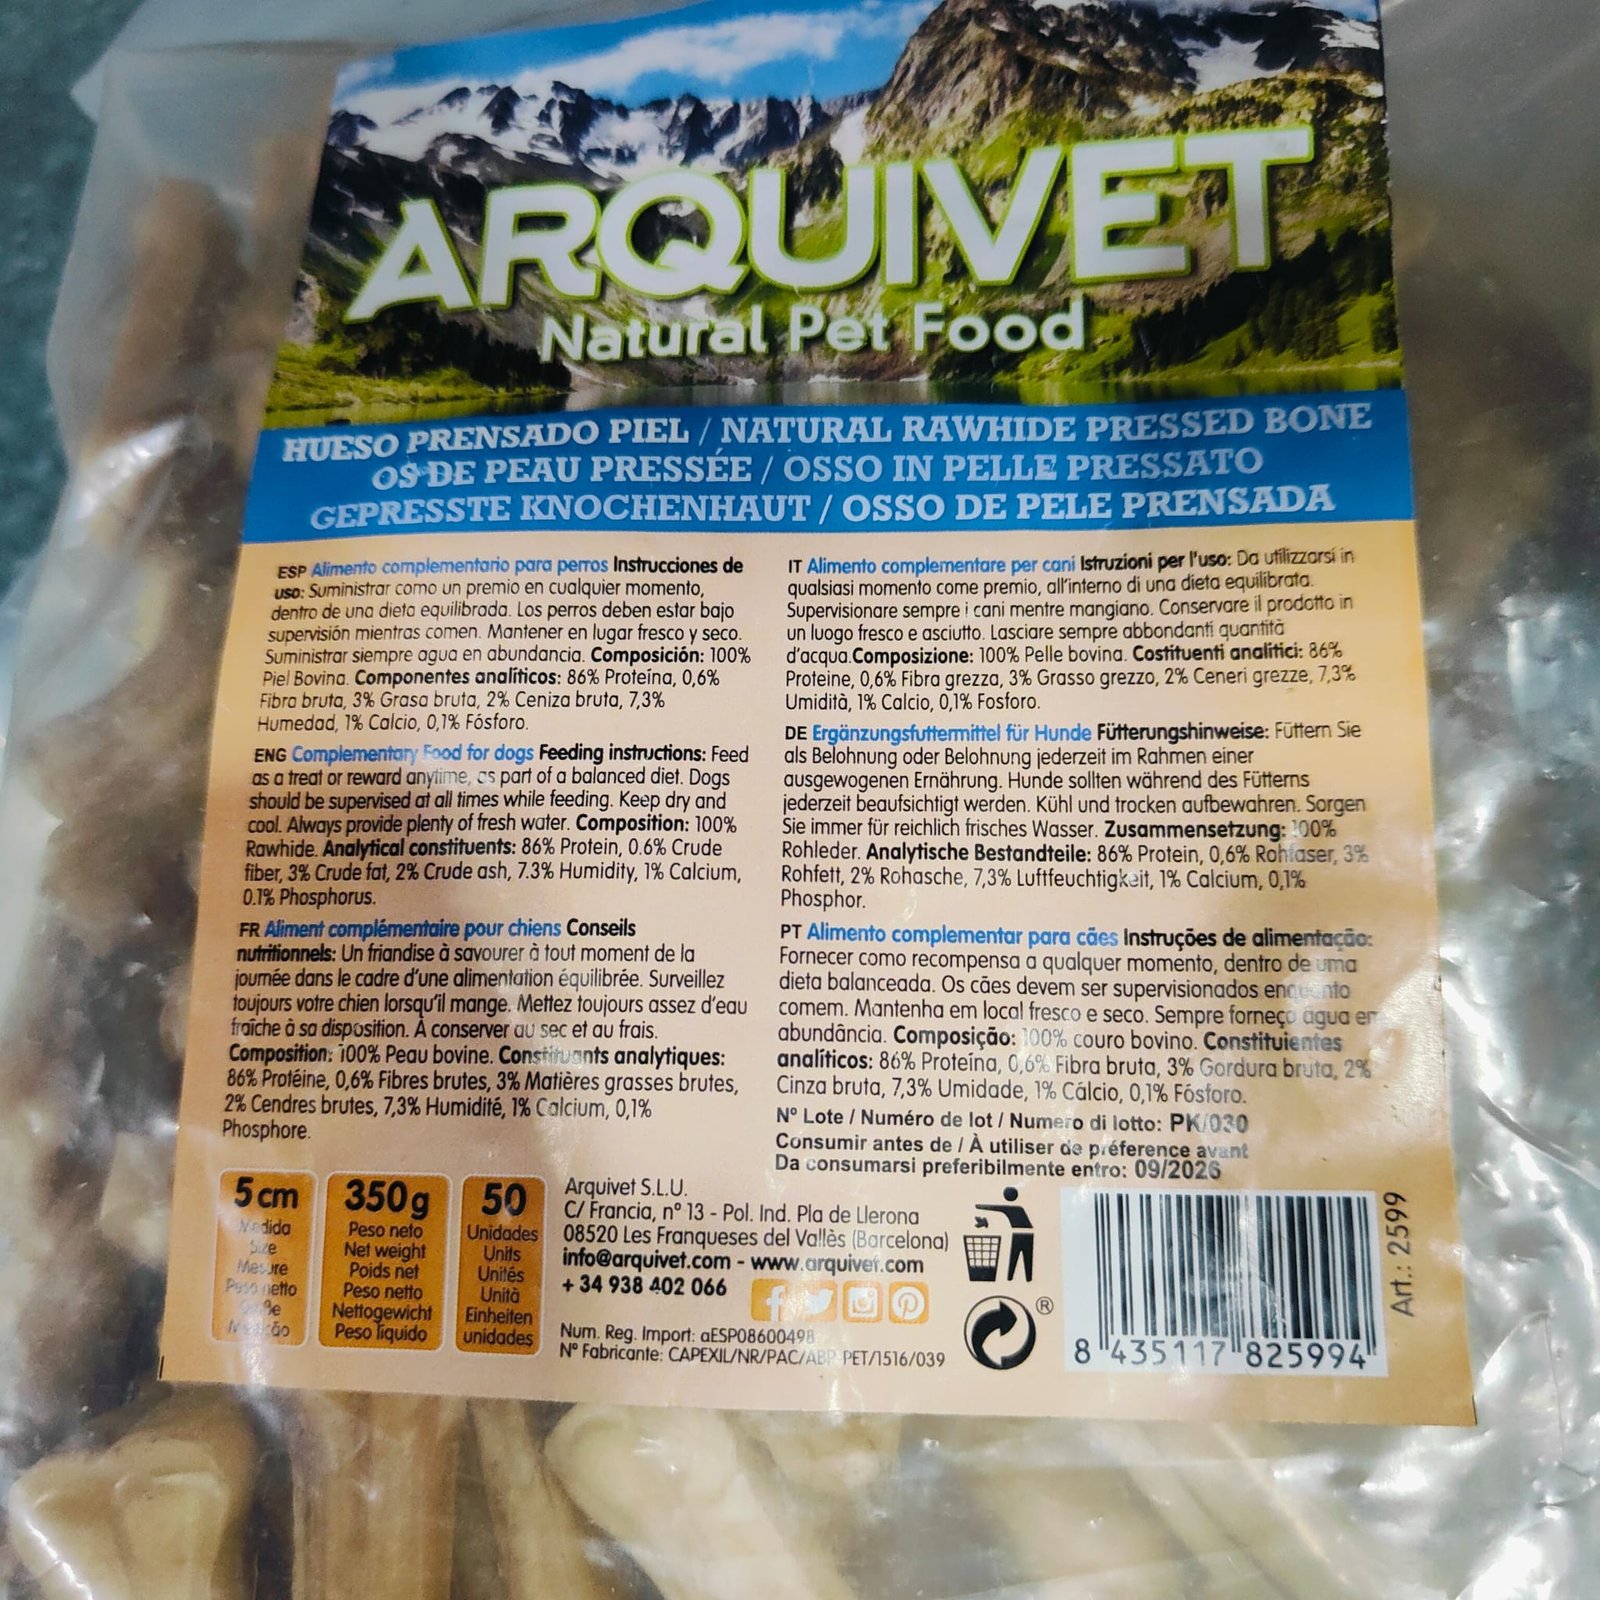 ARQUIVET
Natural Pet Food
HUESO PRENSADO PIEL / NATURAL RAWHIDE PRESSED BONE
OS DE PEAU PRESSÉE / OSSO IN PELLE PRESSATO
GEPRESSTE KNOCHENHAUT / OSSO DE PELE PRENSADA
ESP Alimento complementario para perros Instrucciones de
uso: Suministrar como un premio en cualquier momento,
dentro de una dieta equilibrada. Los perros deben estar bajo
supervisión mientras comen. Mantener en lugar fresco y seco.
Suministrar siempre agua en abundancia. Composición: 100%
Piel Bovina. Componentes analíticos: 86% Proteína, 0,6%
Fibra bruta, 3% Grasa bruta, 2% Ceniza bruta, 7,3%
Humedad, 1% Calcio, 0,1% Fósforo.
ENG Complementary Food for dogs Feeding instructions: Feed
as a treat or reward anytime, as part of a balanced diet. Dogs
should be supervised at all times while feeding. Keep dry and
cool. Always provide plenty of fresh water. Composition: 100%
Rawhide. Analytical constituents: 86% Protein, 0.6% Crude
fiber, 3% Crude fat, 2% Crude ash, 7.3% Humidity, 1% Calcium,
0.1% Phosphorus.
FR Aliment complémentaire pour chiens Conseils
nutritionnels: Un friandise à savourer à tout moment de la
journée dans le cadre d'une alimentation équilibrée. Surveillez
toujours votre chien lorsqu'il mange. Mettez toujours assez d'eau
fraîche à sa disposition. À conserver au sec et au frais.
Composition: 100% Peau bovine. Constituants analytiques:
86% Protéine, 0,6% Fibres brutes, 3% Matières grasses brutes,
2% Cendres brutes, 7,3% Humidité, 1% Calcium, 0,1%
Phosphore.
IT Alimento complementare per cani Istruzioni per l'uso: Da utilizzarsi in
qualsiasi momento come premio, all'interno di una dieta equilibrata.
Supervisionare sempre i cani mentre mangiano. Conservare il prodotto in
un luogo fresco e asciutto. Lasciare sempre abbondanti quantità
d'acqua.Composizione: 100% Pelle bovina. Costituenti analitici: 86%
Proteine, 0,6% Fibra grezza, 3% Grasso grezzo, 2% Ceneri grezze, 7,3%
Umidità, 1% Calcio, 0,1% Fosforo.
DE Ergänzungsfuttermittel für Hunde Fütterungshinweise: Füttern Sie
als Belohnung oder Belohnung jederzeit im Rahmen einer
ausgewogenen Ernährung. Hunde sollten während des Fütterns
jederzeit beaufsichtigt werden. Kühl und trocken aufbewahren. Sorgen
Sie immer für reichlich frisches Wasser. Zusammensetzung: 100%
Rohleder. Analytische Bestandteile: 86% Protein, 0,6% Rohfaser, 3%
Rohfett, 2% Rohasche, 7,3% Luftfeuchtigkeit, 1% Calcium, 0,1%
Phosphor.
PT Alimento complementar para cães Instruções de alimentação:
Fornecer como recompensa a qualquer momento, dentro de uma
dieta balanceada. Os cães devem ser supervisionados enquanto
comem. Mantenha em local fresco e seco. Sempre forneça água em
abundância. Composição: 100% couro bovino. Constituientes
analíticos: 86% Proteína, 0,6% Fibra bruta, 3% Gordura bruta, 2%
Cinza bruta, 7,3% Umidade, 1% Cálcio, 0,1% Fósforo.
Nº Lote / Numéro de lot / Numero di lotto: PK/030
Consumir antes de / À utiliser de préference avant
Da consumarsi preferibilmente entro: 09/2026
5 cm
Medida
Size
Mesure
Peso netto
Größe
Medição
350 g
Peso neto
Net weight
Poids net
Peso netto
Nettogewicht
Peso líquido
50
Unidades
Units
Unités
Unità
Einheiten
unidades
Arquivet S.L.U.
C/ Francia, nº 13 - Pol. Ind. Pla de Llerona
08520 Les Franqueses del Vallès (Barcelona)
info@arquivet.com - www.arquivet.com
+ 34 938 402 066
Num. Reg. Import: aESP08600498
Nº Fabricante: CAPEXIL/NR/PAC/ABP PET/1516/039
®
8 435117 825994
Art.: 2599